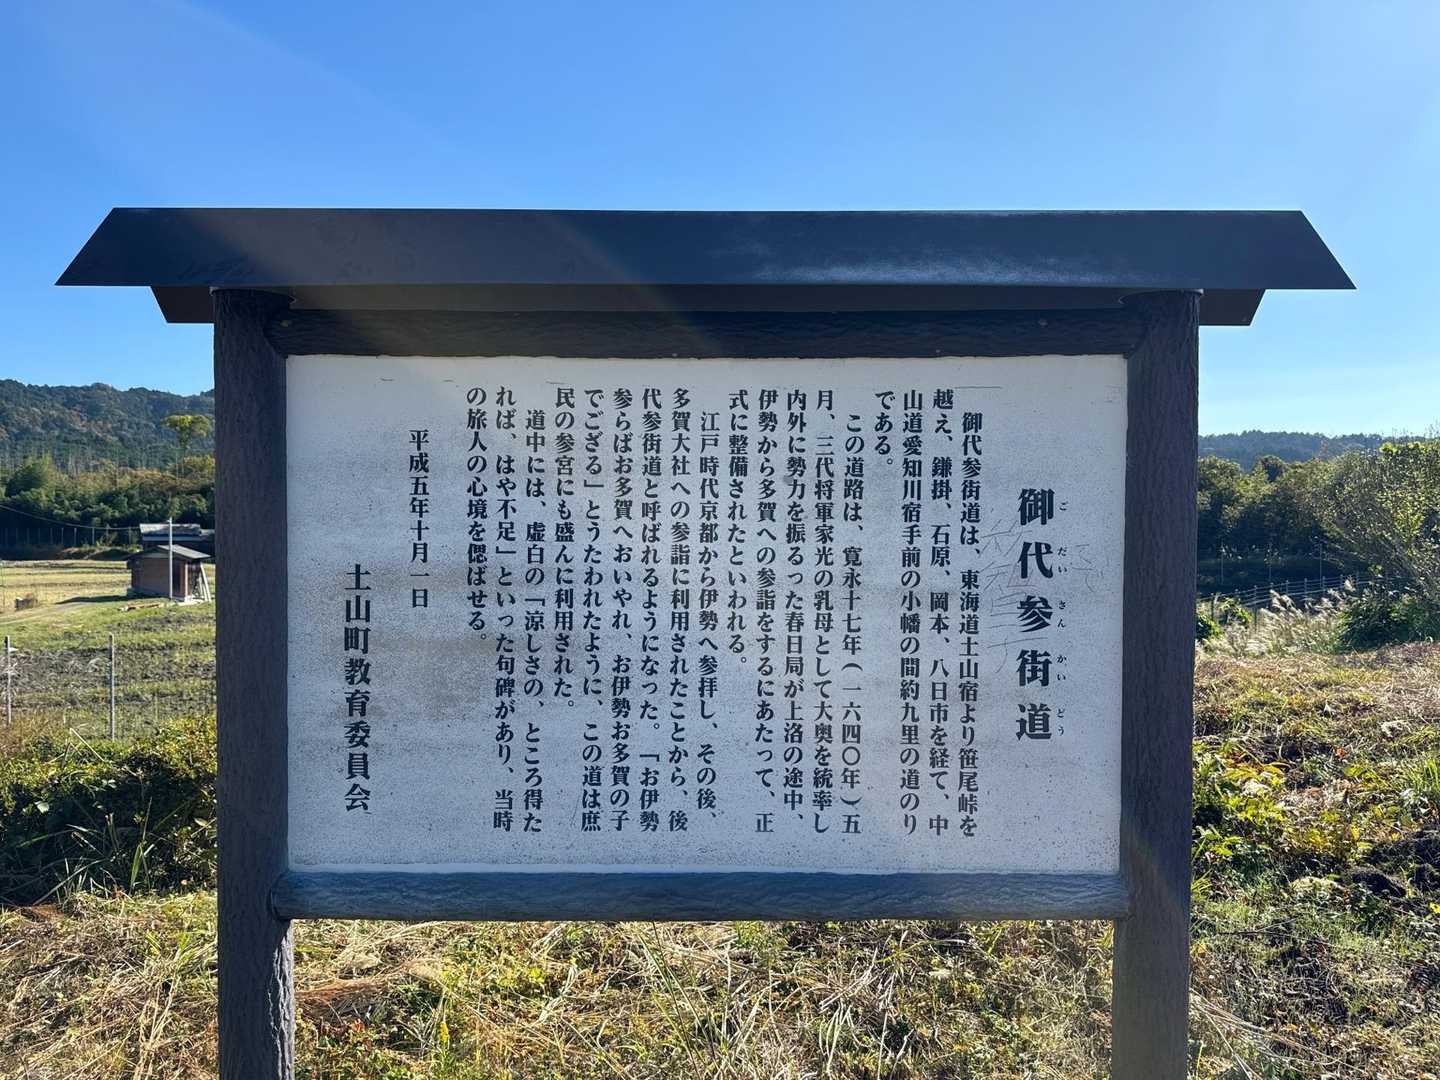 御代参街道
ごだいさんかいどう
御代参街道は、東海道土山宿より笹尾峠を
越え、鎌掛、石原、岡本、八日市を経て、中
山道愛知川宿手前の小幡の間約九里の道のり
である。
この道路は、寛永十七年(一六四〇年)五
月、三代将軍家光の乳母として大奥を統率し
内外に勢力を振るった春日局が上洛の途中、
伊勢から多賀への参詣をするにあたって、正
式に整備されたといわれる。
江戸時代京都から伊勢へ参拝し、その後、
多賀大社への参詣に利用されたことから、後
代参街道と呼ばれるようになった。「お伊勢
参らばお多賀へおいやれ、お伊勢お多賀の子
でござる」とうたわれたように、この道は庶
民の参宮にも盛んに利用された。
道中には、虚白の「涼しさの、ところ得た
れば、はや不足」といった句碑があり、当時
の旅人の心境を偲ばせる。
平成五年十月一日
土山町教育委員会